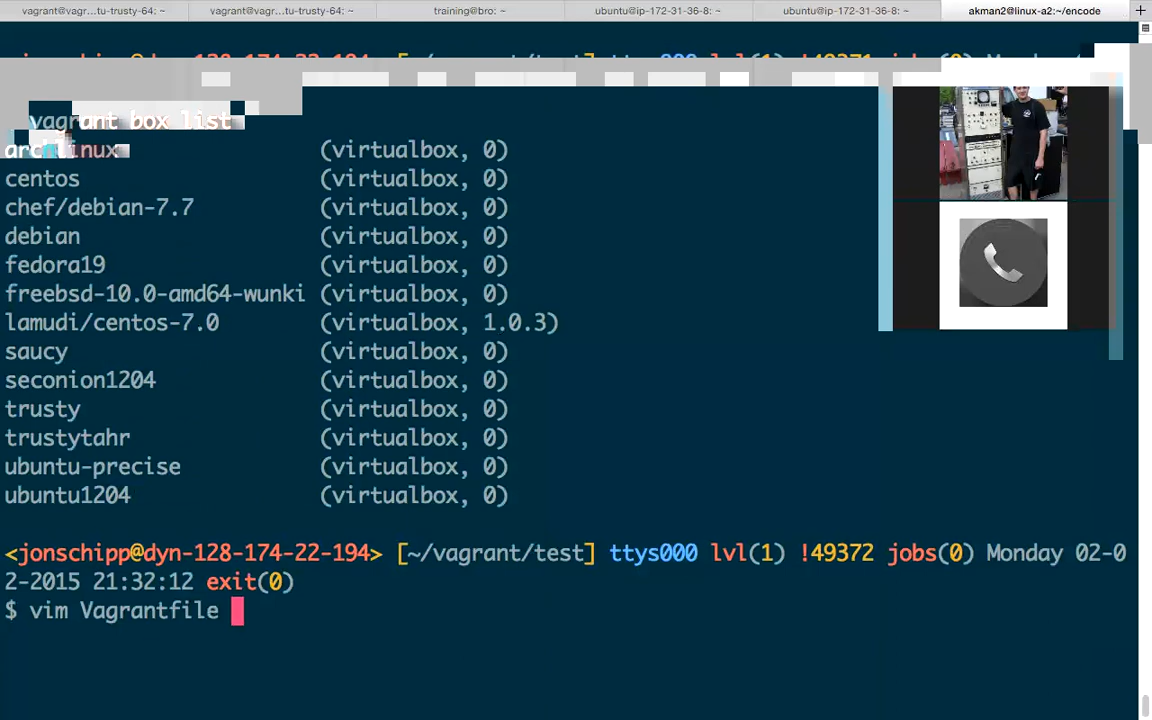 vagrant@vagr...tu-trusty-64: ~ vagrant@vagr...tu-trusty-64: ~ training@bro: ~ ubuntu@ip-172-31-36-8: ~ ubuntu@ip-172-31-36-8: ~ akman2@linux-a2:~/encode
vagrant box list
archlinux (virtualbox, 0)
centos (virtualbox, 0)
chef/debian-7.7 (virtualbox, 0)
debian (virtualbox, 0)
fedora19 (virtualbox, 0)
freebsd-10.0-amd64-wunki (virtualbox, 0)
lamudi/centos-7.0 (virtualbox, 1.0.3)
saucy (virtualbox, 0)
seconion1204 (virtualbox, 0)
trusty (virtualbox, 0)
trustytahr (virtualbox, 0)
ubuntu-precise (virtualbox, 0)
ubuntu1204 (virtualbox, 0)
<jonschipp@dyn-128-174-22-194> [~/vagrant/test] ttys000 lvl(1) !49372 jobs(0) Monday 02-0
2-2015 21:32:12 exit(0)
$ vim Vagrantfile